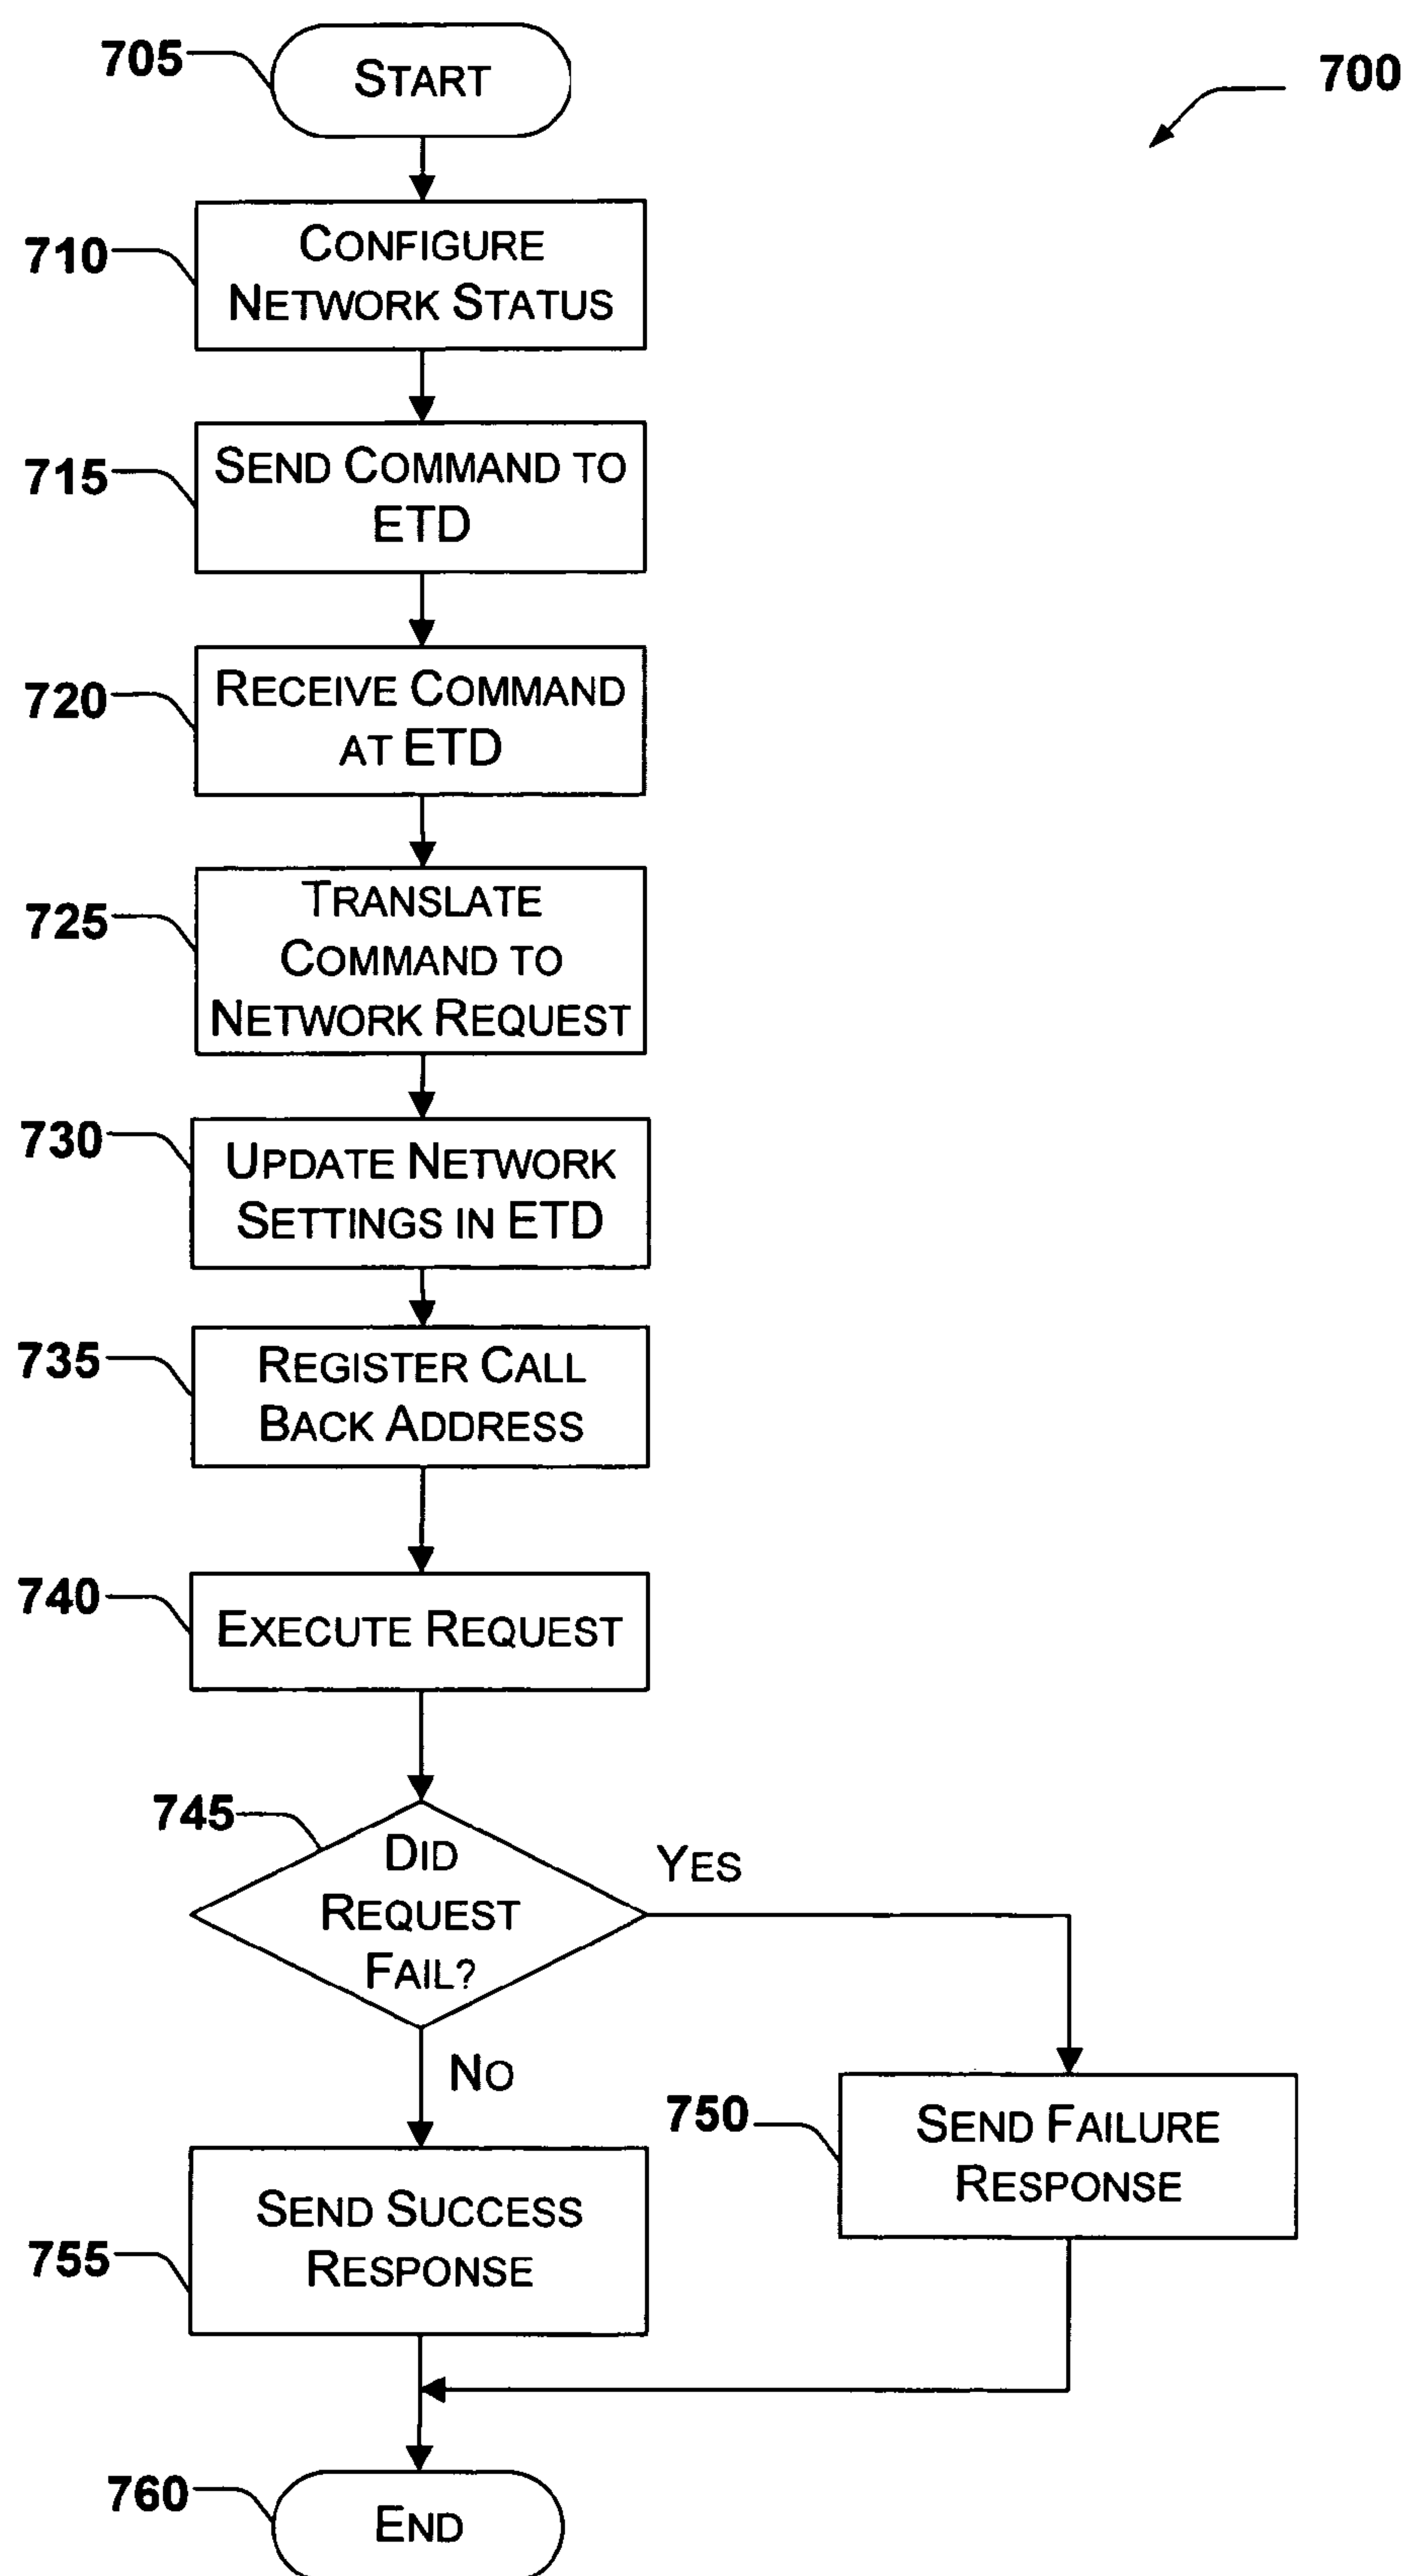 705
START
700
710
CONFIGURE
NETWORK STATUS
715
SEND COMMAND TO
ETD
720
RECEIVE COMMAND
AT ETD
725
TRANSLATE
COMMAND TO
NETWORK REQUEST
730
UPDATE NETWORK
SETTINGS IN ETD
735
REGISTER CALL
BACK ADDRESS
740
EXECUTE REQUEST
745
DID
REQUEST
FAIL?
YES
NO
750
SEND FAILURE
RESPONSE
755
SEND SUCCESS
RESPONSE
760
END